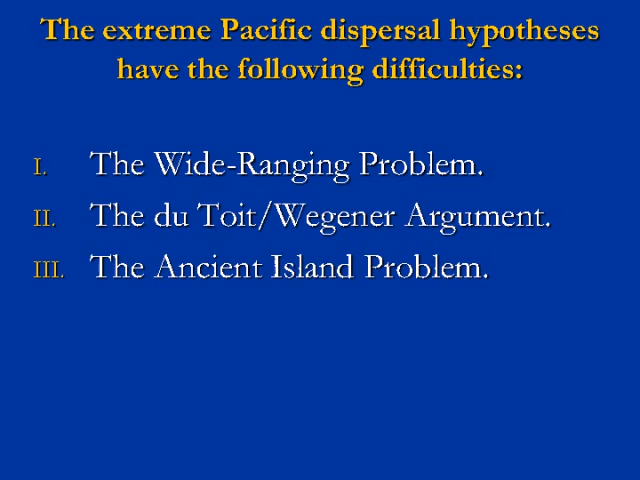 The extreme Pacific dispersal hypotheses
have the following difficulties:
I. The Wide-Ranging Problem.
II. The du Toit/Wegener Argument.
III. The Ancient Island Problem.